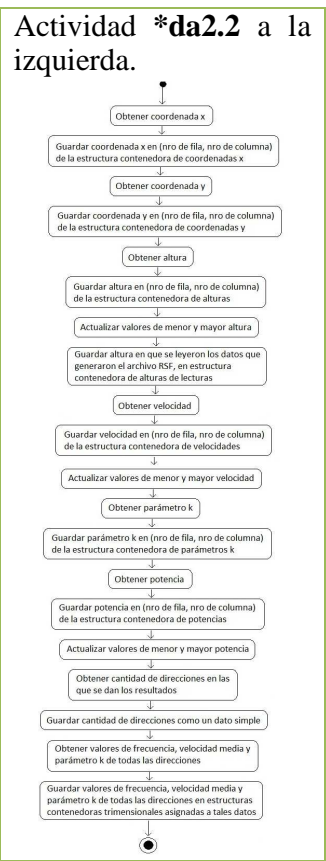 Actividad *da2.2 a la
izquierda.
Obtener coordenada x
Guardar coordenada x en (nro de fila, nro de columna)
de la estructura contenedora de coordenadas x
Obtener coordenada y
Guardar coordenada y en (nro de fila, nro de columna)
de la estructura contenedora de coordenadas y
Obtener altura
Guardar altura en (nro de fila, nro de columna)
de la estructura contenedora de alturas
Actualizar valores de menor y mayor altura
Guardar altura en que se leyeron los datos que
generaron el archivo RSF, en estructura
contenedora de alturas de lecturas
Obtener velocidad
Guardar velocidad en (nro de fila, nro de columna)
de la estructura contenedora de velocidades
Actualizar valores de menor y mayor velocidad
Obtener parámetro k
Guardar parámetro k en (nro de fila, nro de columna)
de la estructura contenedora de parámetros k
Obtener potencia
Guardar potencia en (nro de fila, nro de columna)
de la estructura contenedora de potencias
Actualizar valores de menor y mayor potencia
Obtener cantidad de direcciones en las
que se dan los resultados
Guardar cantidad de direcciones como un dato simple
Obtener valores de frecuencia, velocidad media y
parámetro k de todas las direcciones
Guardar valores de frecuencia, velocidad media y
parámetro k de todas las direcciones en estructuras
contenedoras trimensionales asignadas a tales datos